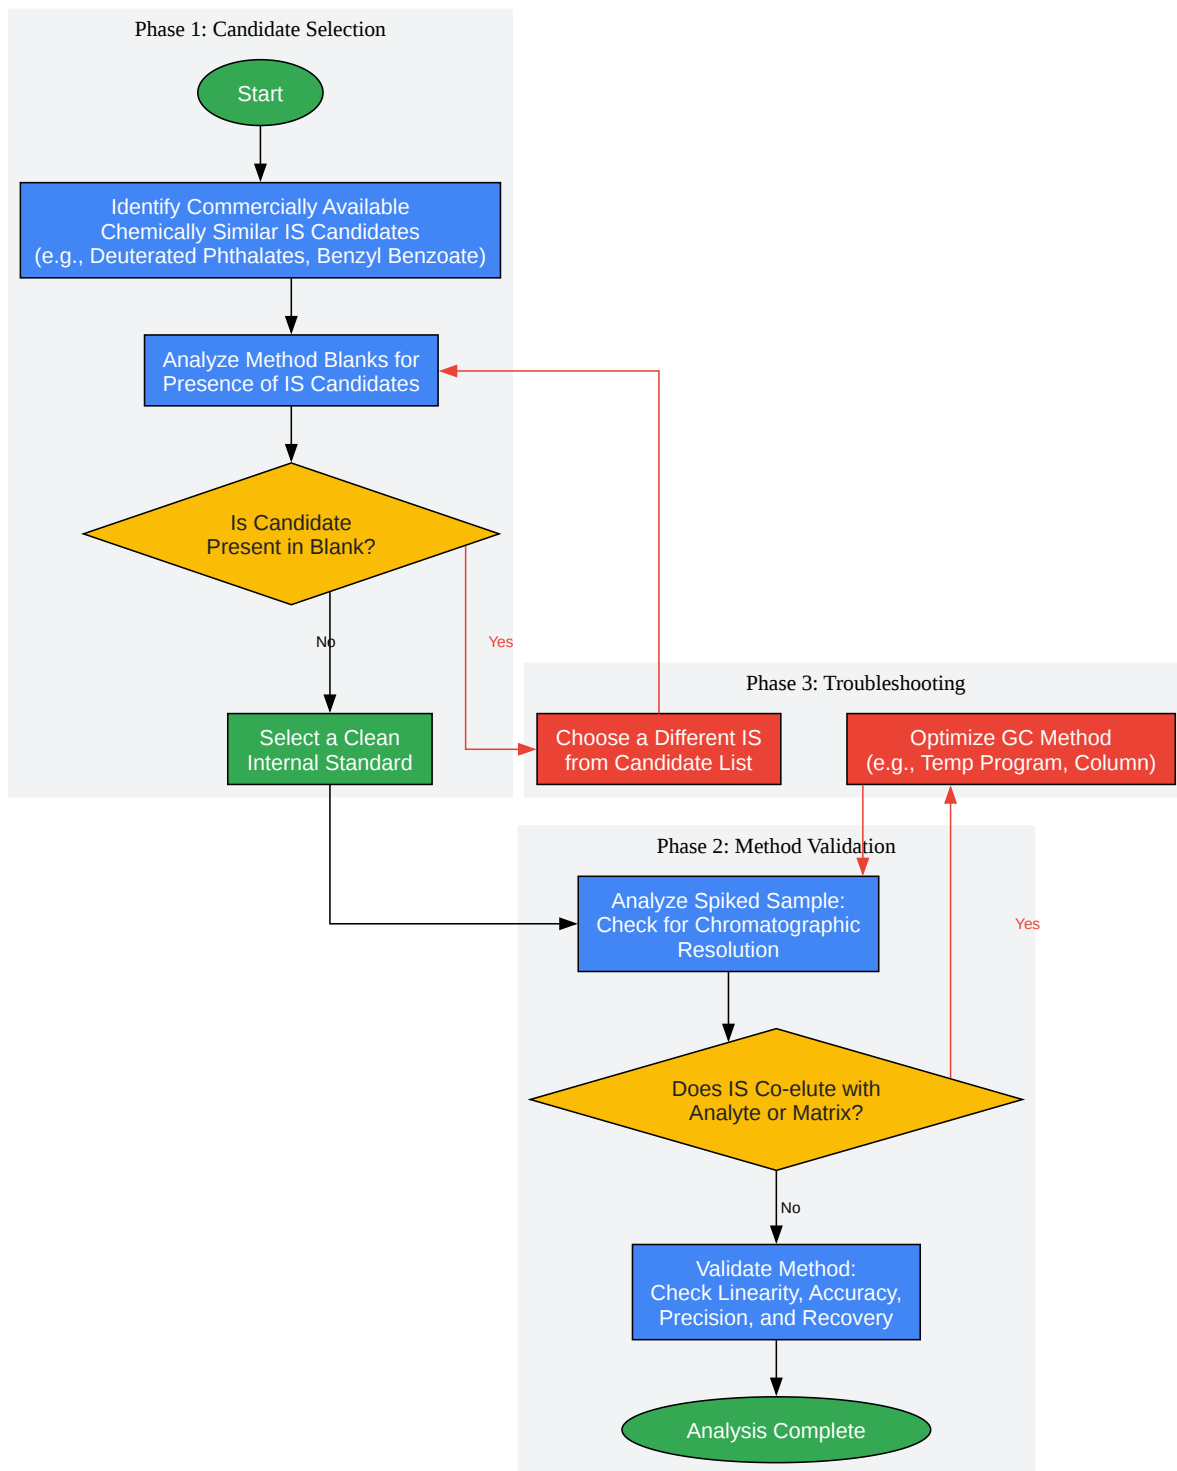 Phase 1: Candidate Selection
Start
Identify Commercially Available
Chemically Similar IS Candidates
(e.g., Deuterated Phthalates, Benzyl Benzoate)
Analyze Method Blanks for
Presence of IS Candidates
Is Candidate
Present in Blank?
No
Yes
Select a Clean
Internal Standard
Phase 3: Troubleshooting
Choose a Different IS
from Candidate List
Optimize GC Method
(e.g., Temp Program, Column)
Phase 2: Method Validation
Analyze Spiked Sample:
Check for Chromatographic
Resolution
Yes
Does IS Co-elute with
Analyte or Matrix?
No
Validate Method:
Check Linearity, Accuracy,
Precision, and Recovery
Analysis Complete